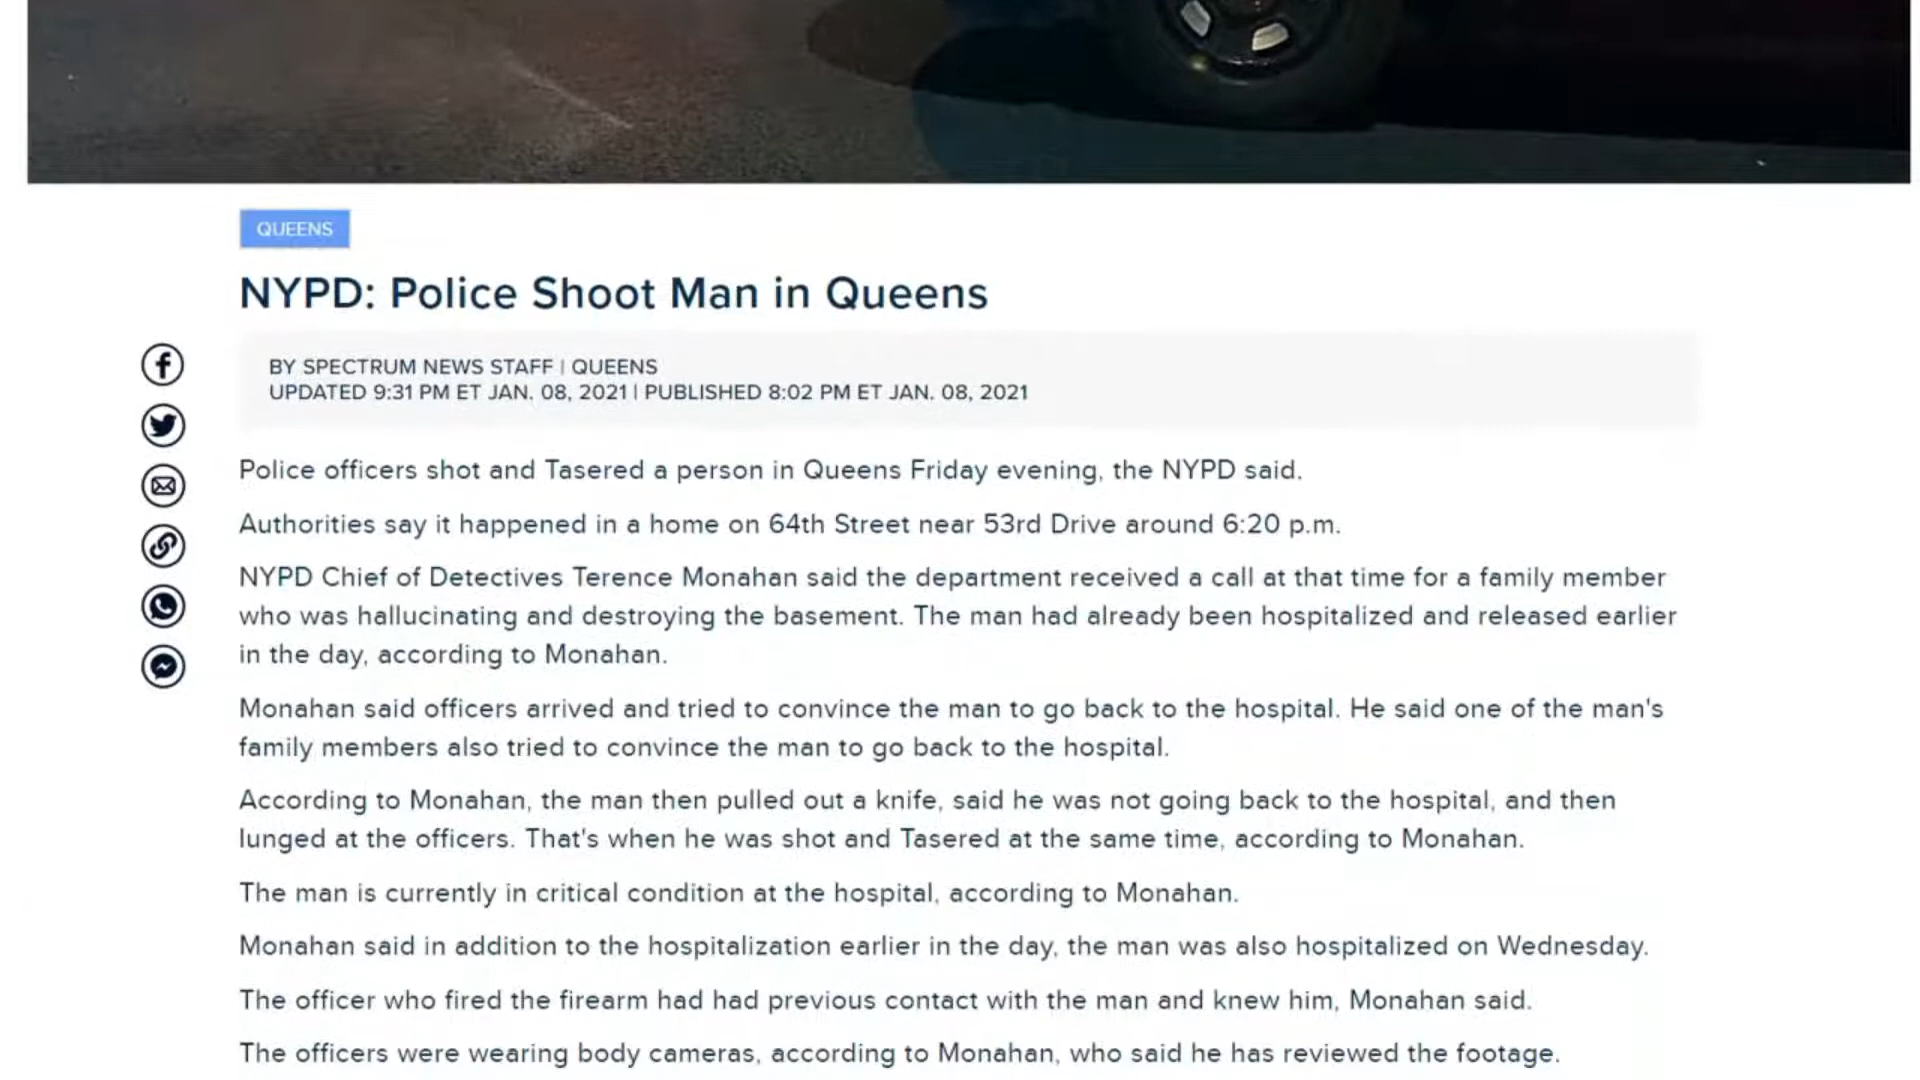 QUEENS
NYPD: Police Shoot Man in Queens
BY SPECTRUM NEWS STAFF | QUEENS
UPDATED 9:31 PM ET JAN. 08, 2021 | PUBLISHED 8:02 PM ET JAN. 08, 2021
Police officers shot and Tasered a person in Queens Friday evening, the NYPD said.
Authorities say it happened in a home on 64th Street near 53rd Drive around 6:20 p.m.
NYPD Chief of Detectives Terence Monahan said the department received a call at that time for a family member
who was hallucinating and destroying the basement. The man had already been hospitalized and released earlier
in the day, according to Monahan.
Monahan said officers arrived and tried to convince the man to go back to the hospital. He said one of the man's
family members also tried to convince the man to go back to the hospital.
According to Monahan, the man then pulled out a knife, said he was not going back to the hospital, and then
lunged at the officers. That's when he was shot and Tasered at the same time, according to Monahan.
The man is currently in critical condition at the hospital, according to Monahan.
Monahan said in addition to the hospitalization earlier in the day, the man was also hospitalized on Wednesday.
The officer who fired the firearm had had previous contact with the man and knew him, Monahan said.
The officers were wearing body cameras, according to Monahan, who said he has reviewed the footage.